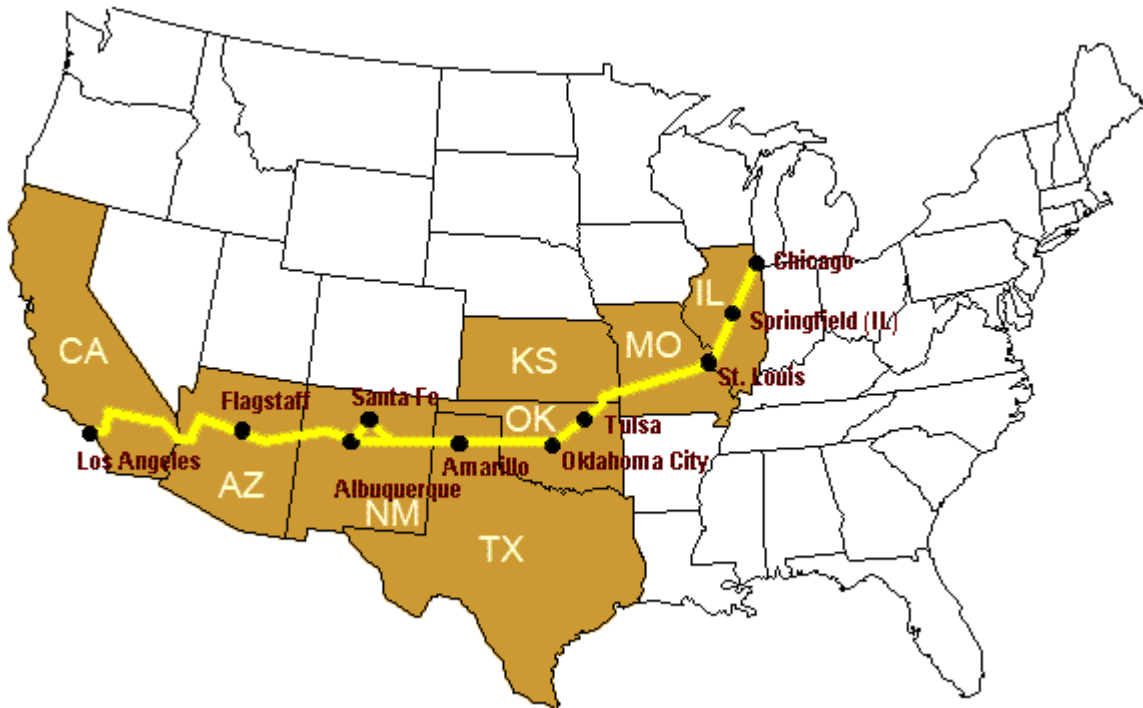 Chicago
IL
Springfield (IL)
CA
MO
KS
St. Louis
Santa Fe
Flagstaff
OK
Tulsa
Los Angeles
Amarillo
Oklahoma City
AZ
Albuquerque
NM
TX